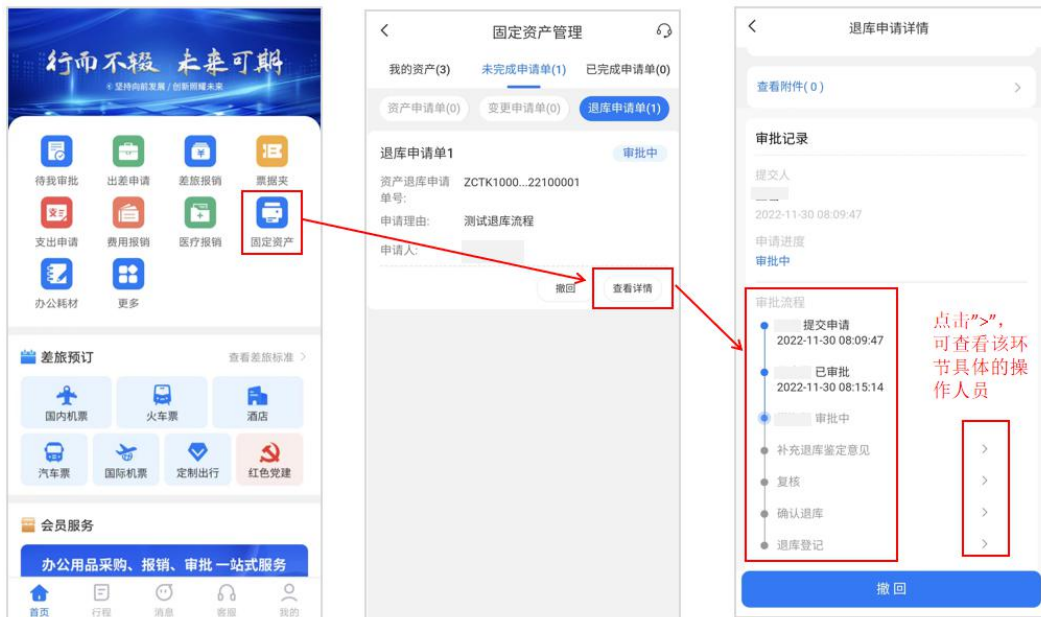 行而不辍 未来可期
坚持向前发展 / 创新照耀未来
待我审批 出差申请 差旅报销 票据夹
支出申请 费用报销 医疗报销 固定资产
办公耗材 更多
差旅预订 查看差旅标准 >
国内机票 火车票 酒店
汽车票 国际机票 定制出行 红色党建
会员服务
办公用品采购、报销、审批 一站式服务
首页 行程 消息 客服 我的
固定资产管理
我的资产(3) 未完成申请单(1) 已完成申请单(0)
资产申请单(0) 变更申请单(0) 退库申请单(1)
退库申请单1 审批中
资产退库申请单号: ZCTK1000...22100001
申请理由: 测试退库流程
申请人:
撤回 查看详情
退库申请详情
查看附件( 0 ) >
审批记录
提交人
2022-11-30 08:09:47
申请进度
审批中
审批流程
提交申请
2022-11-30 08:09:47
已审批
2022-11-30 08:15:14
审批中
补充退库鉴定意见 >
复核 >
确认退库 >
退库登记 >
点击">",
可查看该环
节具体的操
作人员
撤回